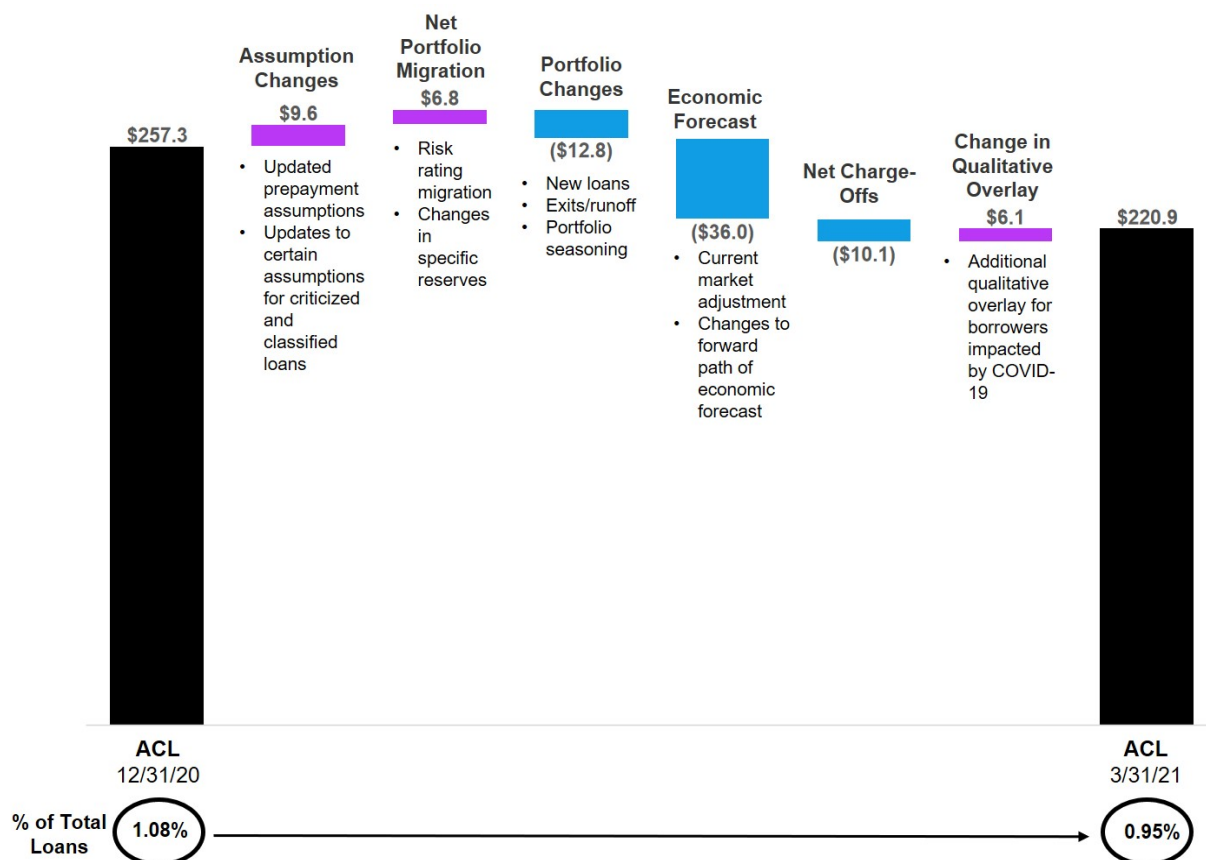 Assumption
Changes
$9.6
Net
Portfolio
Migration
$6.8
Portfolio
Changes
($12.8)
Economic
Forecast
($36.0)
Net Charge-
Offs
($10.1)
Change in
Qualitative
Overlay
$6.1
$257.3
$220.9
• Updated
prepayment
assumptions
• Updates to
certain
assumptions
for criticized
and
classified
loans
• Risk
rating
migration
• Changes
in
specific
reserves
• New loans
• Exits/runoff
• Portfolio
seasoning
• Current
market
adjustment
• Changes to
forward
path of
economic
forecast
• Additional
qualitative
overlay for
borrowers
impacted
by COVID-
19
ACL
12/31/20
ACL
3/31/21
% of Total
Loans
1.08%
0.95%